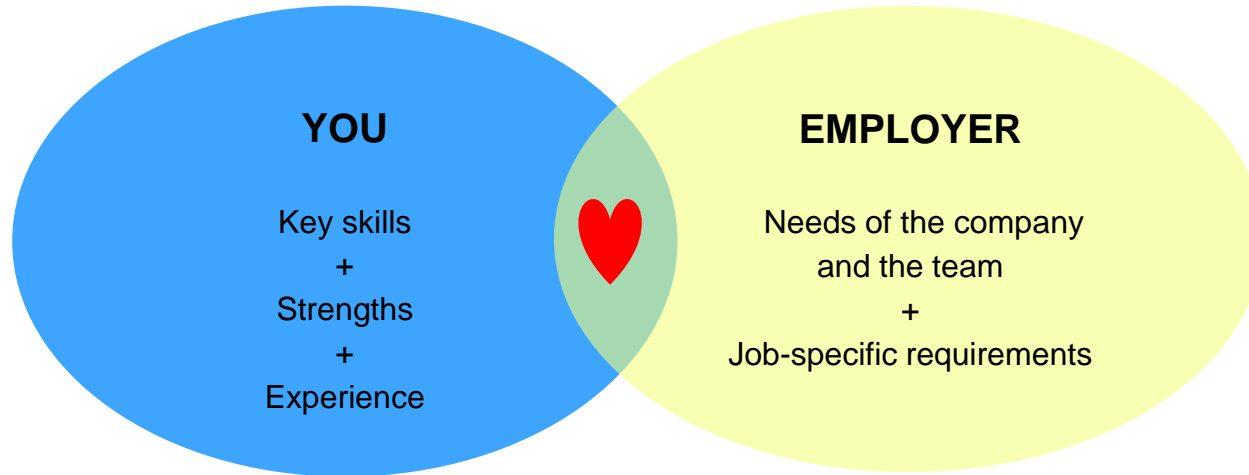 YOU
Key skills
+
Strengths
+
Experience
EMPLOYER
Needs of the company
and the team
+
Job-specific requirements